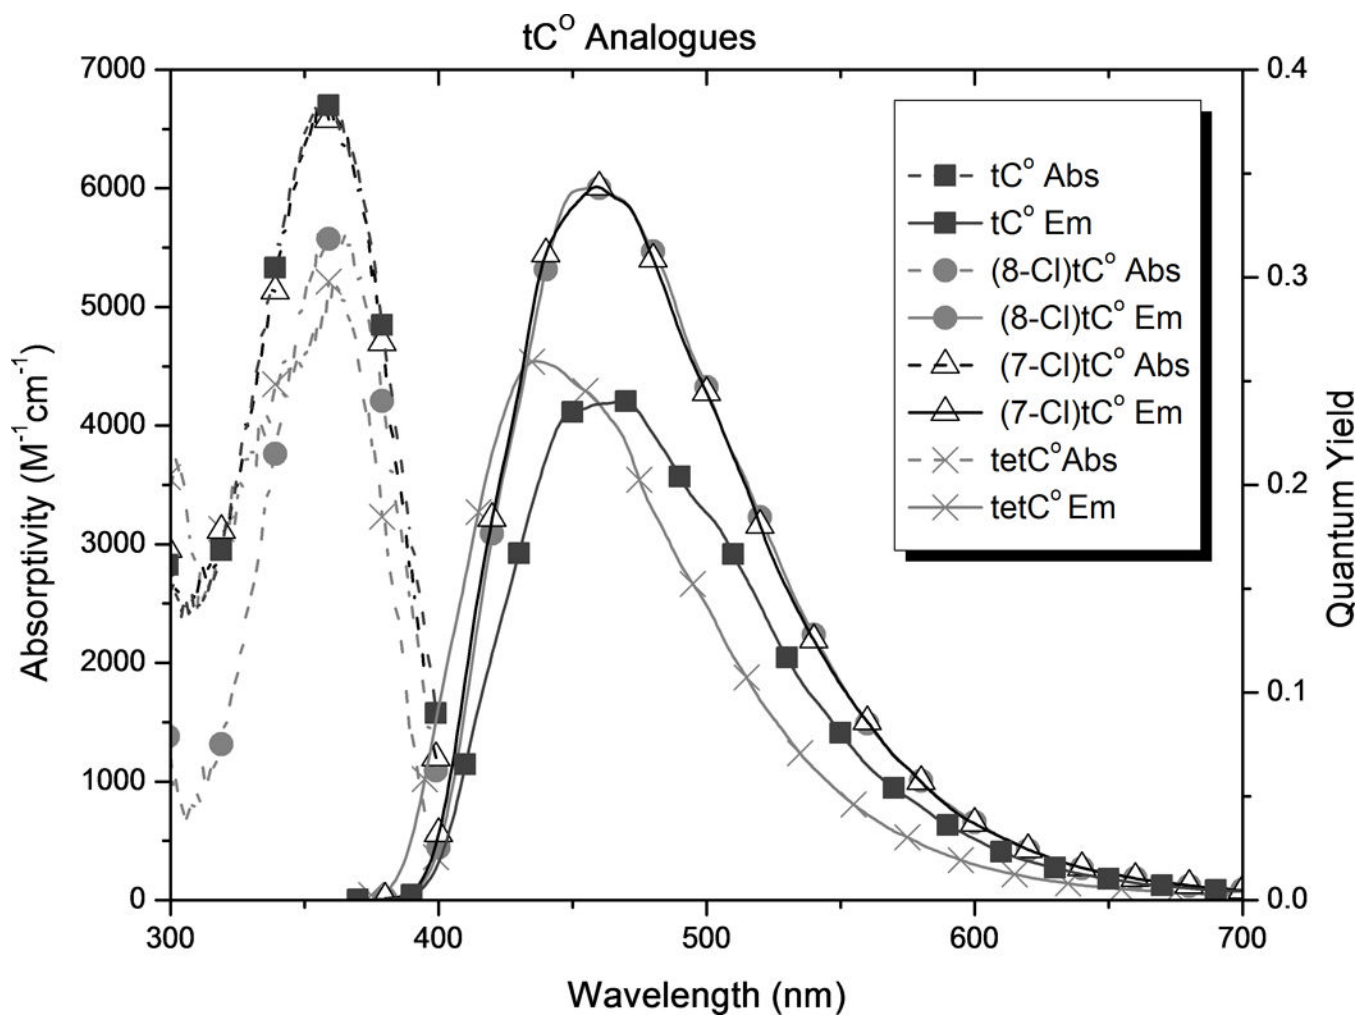 tC° Analogues
7000
6000
5000
4000
3000
2000
1000
0
Absorptivity (M⁻¹cm⁻¹)
0.4
0.3
0.2
0.1
0.0
Quantum Yield
tC° Abs
tC° Em
(8-Cl)tC° Abs
(8-Cl)tC° Em
(7-Cl)tC° Abs
(7-Cl)tC° Em
tetC°Abs
tetC° Em
300 400 500 600 700
Wavelength (nm)